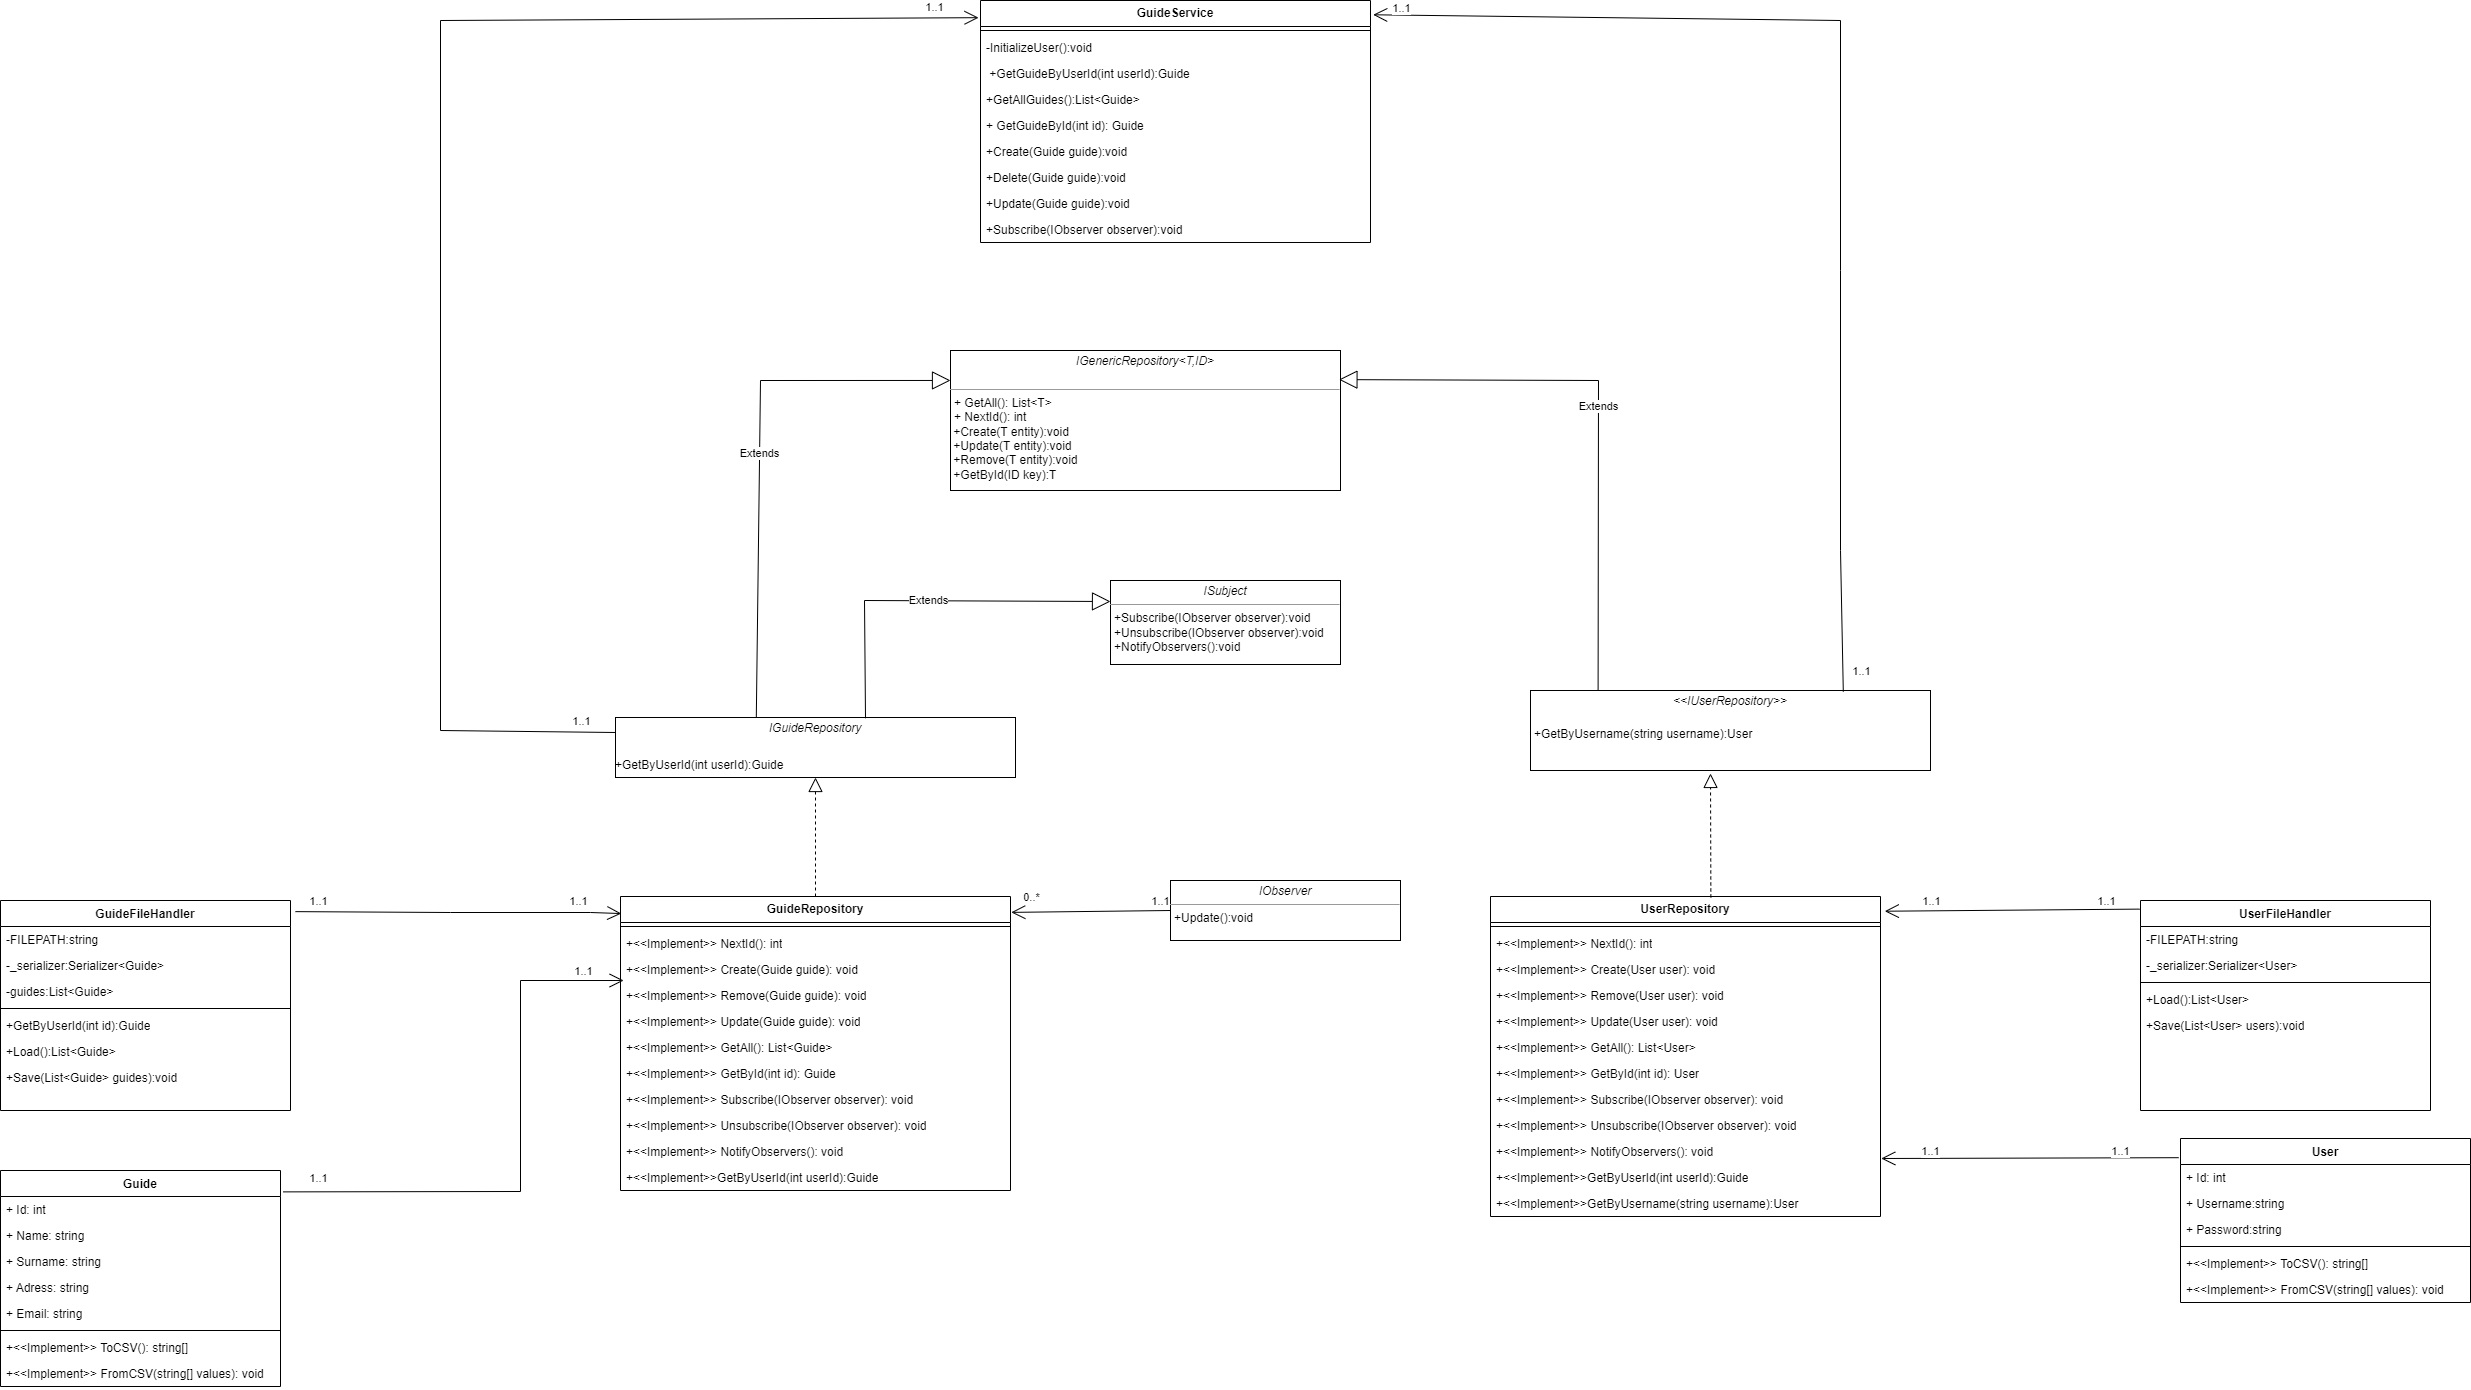 1..1
GuideService
1..1
-InitializeUser():void
+GetGuideByUserId(int userId):Guide
+GetAllGuides():List<Guide>
+ GetGuideById(int id): Guide
+Create(Guide guide):void
+Delete(Guide guide):void
+Update(Guide guide):void
+Subscribe(IObserver observer):void
IGenericRepository<T,ID>
+ GetAll(): List<T>
+ NextId(): int
+Create(T entity):void
+Update(T entity):void
+Remove(T entity):void
+GetById(ID key):T
Extends
Extends
ISubject
+Subscribe(IObserver observer):void
+Unsubscribe(IObserver observer):void
+NotifyObservers():void
Extends
1..1
IGuideRepository
+GetByUserId(int userId):Guide
1..1
<<IUserRepository>>
+GetByUsername(string username):User
GuideFileHandler
-FILEPATH:string
-_serializer:Serializer<Guide>
-guides:List<Guide>
+GetByUserId(int id):Guide
+Load():List<Guide>
+Save(List<Guide> guides):void
1..1
1..1
GuideRepository
+<<Implement>> NextId(): int
+<<Implement>> Create(Guide guide): void
+<<Implement>> Remove(Guide guide): void
+<<Implement>> Update(Guide guide): void
+<<Implement>> GetAll(): List<Guide>
+<<Implement>> GetById(int id): Guide
+<<Implement>> Subscribe(IObserver observer): void
+<<Implement>> Unsubscribe(IObserver observer): void
+<<Implement>> NotifyObservers(): void
+<<Implement>>GetByUserId(int userId):Guide
0..*
1..1
IObserver
+Update():void
UserRepository
+<<Implement>> NextId(): int
+<<Implement>> Create(User user): void
+<<Implement>> Remove(User user): void
+<<Implement>> Update(User user): void
+<<Implement>> GetAll(): List<User>
+<<Implement>> GetById(int id): User
+<<Implement>> Subscribe(IObserver observer): void
+<<Implement>> Unsubscribe(IObserver observer): void
+<<Implement>> NotifyObservers(): void
+<<Implement>>GetByUserId(int userId):Guide
+<<Implement>>GetByUsername(string username):User
1..1
1..1
UserFileHandler
-FILEPATH:string
-_serializer:Serializer<User>
+Load():List<User>
+Save(List<User> users):void
1..1
1..1
Guide
+ Id: int
+ Name: string
+ Surname: string
+ Adress: string
+ Email: string
+<<Implement>> ToCSV(): string[]
+<<Implement>> FromCSV(string[] values): void
1..1
1..1
User
+ Id: int
+ Username:string
+ Password:string
+<<Implement>> ToCSV(): string[]
+<<Implement>> FromCSV(string[] values): void